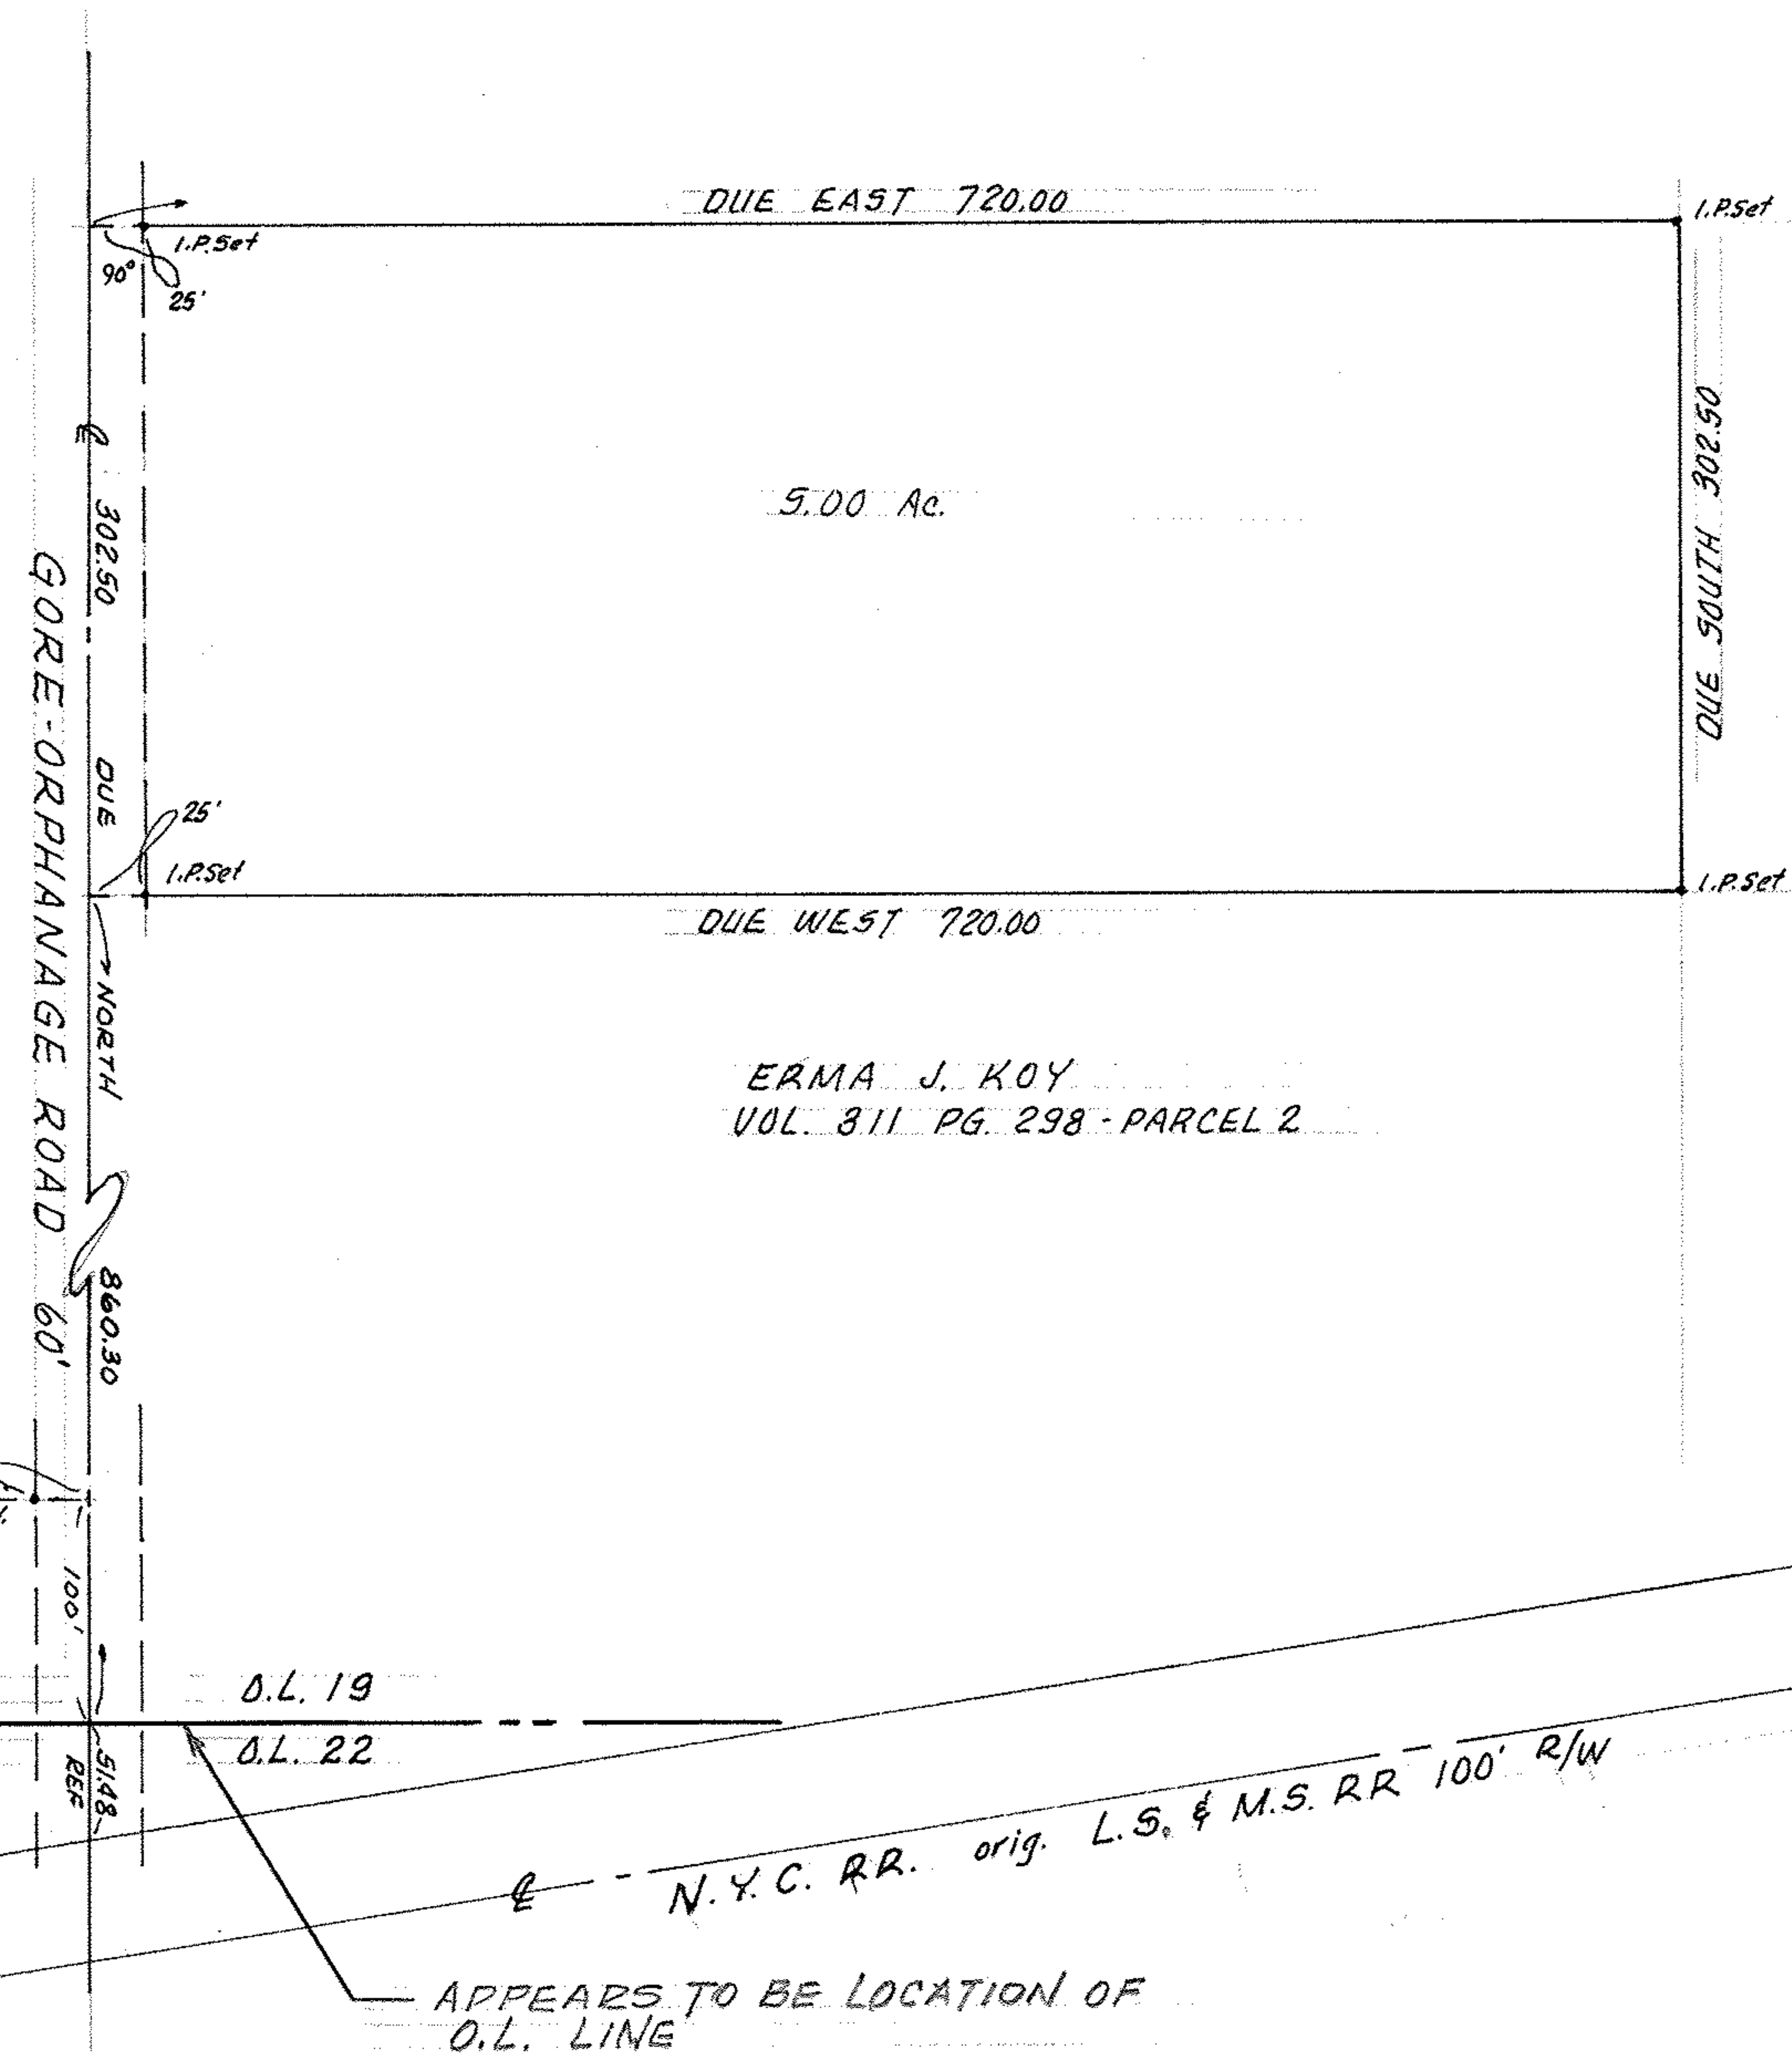 DUE EAST 720.00
I.P.Set
I.P.Set
90°
25'
℄ 302.50 DUE
5.00 Ac.
DUE SOUTH 302.50
GORE-ORPHANAGE ROAD 60'
25'
I.P.Set
I.P.Set
DUE WEST 720.00
NORTH 860.30
ERMA J. KOY
VOL. 311 PG. 298 - PARCEL 2
100'
O.L. 19
O.L. 22
51.48
REF
℄ N.Y.C. RR. orig. L.S. & M.S. RR 100' R/W
APPEARS TO BE LOCATION OF
O.L. LINE